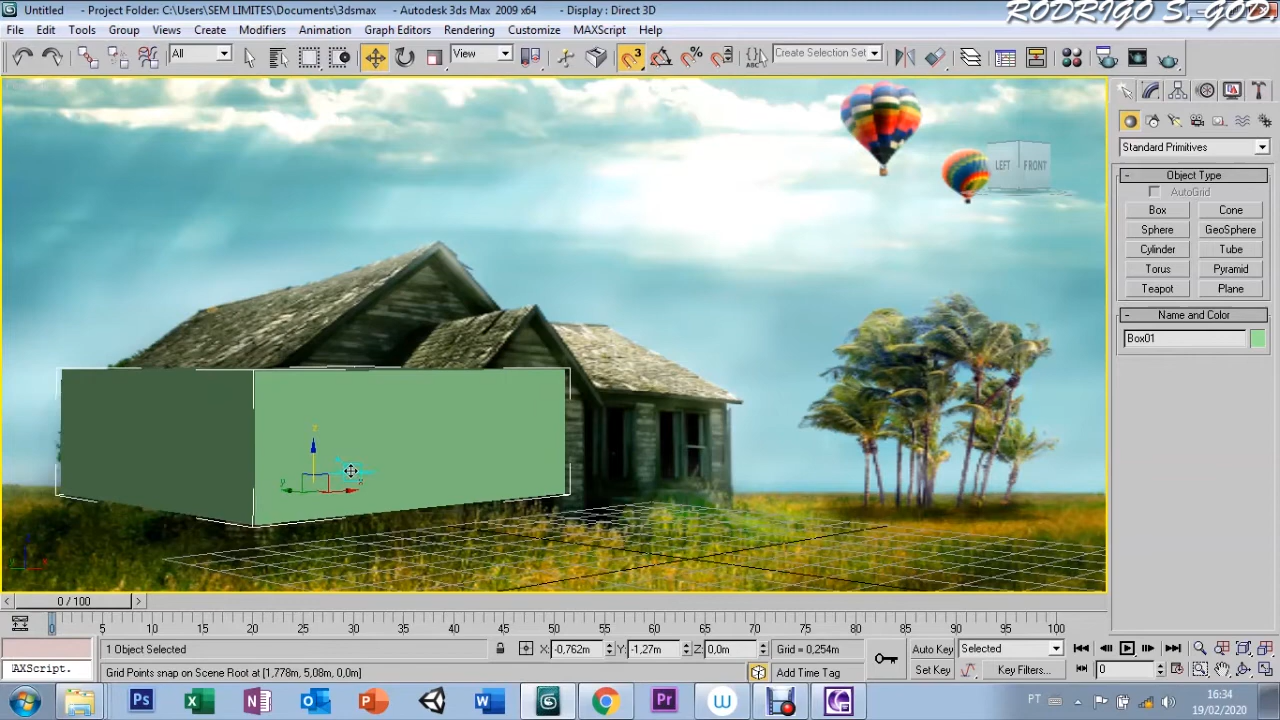 Untitled - Project Folder: C:\Users\SEM LIMITES\Documents\3dsmax - Autodesk 3ds Max 2009 x64 - Display : Direct 3D
RODRIGO S. GOD
File Edit Tools Group Views Create Modifiers Animation Graph Editors Rendering Customize MAXScript Help
All View 3 Create Selection Set
ABC
LEFT FRONT
Standard Primitives
- Object Type
AutoGrid
Box Cone
Sphere GeoSphere
Cylinder Tube
Torus Pyramid
Teapot Plane
- Name and Color
Box01
z
y x
0 / 100
0 5 10 15 20 25 30 35 40 45 50 55 60 65 70 75 80 85 90 95 100
1 Object Selected X: -0,762m Y: -1,27m Z: 0,0m Grid = 0,254m Auto Key Selected
AXScript. Grid Points snap on Scene Root at [1,778m, 5,08m, 0,0m] Add Time Tag Set Key Key Filters... 0
Ps W Pr W
PT 16:34
19/02/2020